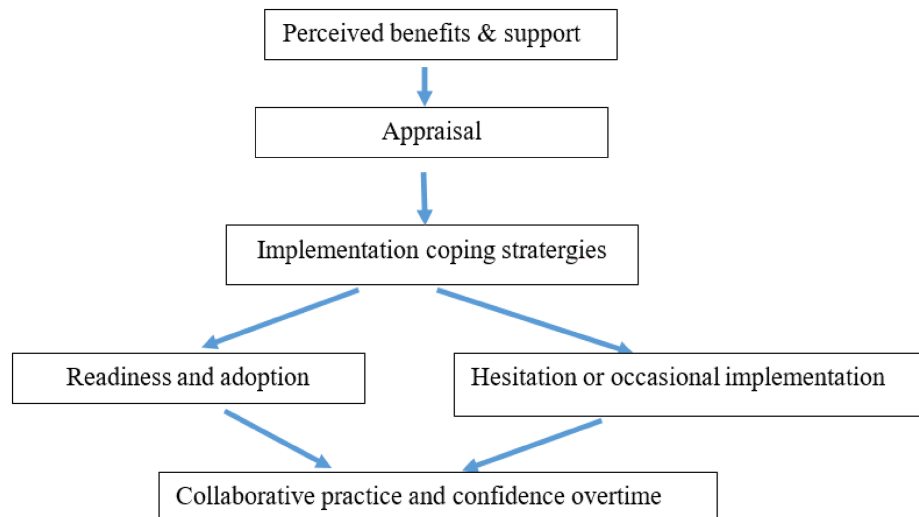 Perceived benefits & support
Appraisal
Implementation coping stratergies
Readiness and adoption
Hesitation or occasional implementation
Collaborative practice and confidence overtime